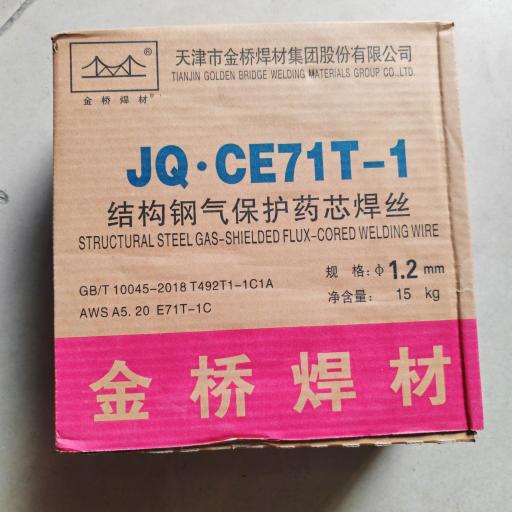 天津市金桥焊材集团股份有限公司
TIANJIN GOLDEN BRIDGE WELDING MATERIALS GROUP CO.,LTD.
®
金桥焊材
JQ·CE71T-1
结构钢气保护药芯焊丝
STRUCTURAL STEEL GAS-SHIELDED FLUX-CORED WELDING WIRE
规 格: ф 1.2 mm
GB/T 10045-2018 T492T1-1C1A
净含量: 15 kg
AWS A5. 20 E71T-1C
金桥焊材